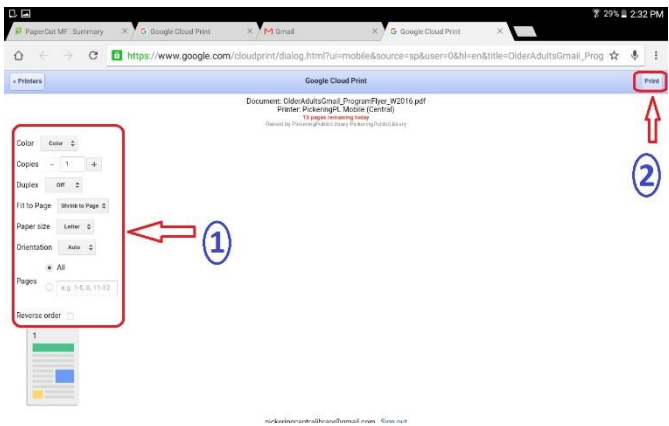 29% 2:32 PM
PaperCut MF : Summary × G Google Cloud Print × M Gmail × G Google Cloud Print ×
https://www.google.com/cloudprint/dialog.html?ui=mobile&source=sp&user=0&hl=en&title=OlderAdultsGmail_Prog
‹ Printers Google Cloud Print Print
Document: OlderAdultsGmail_ProgramFlyer_W2016.pdf
Printer: PickeringPL Mobile (Central)
15 pages remaining today
Owned by PickeringPublicLibrary PickeringPublicLibrary
Color Color
Copies - 1 +
Duplex Off
Fit to Page Shrink to Page
Paper size Letter
Orientation Auto
All
Pages e.g. 1-5, 8, 11-13
Reverse order
1
1
2
pickeringcentrallibrary@gmail.com Sign out